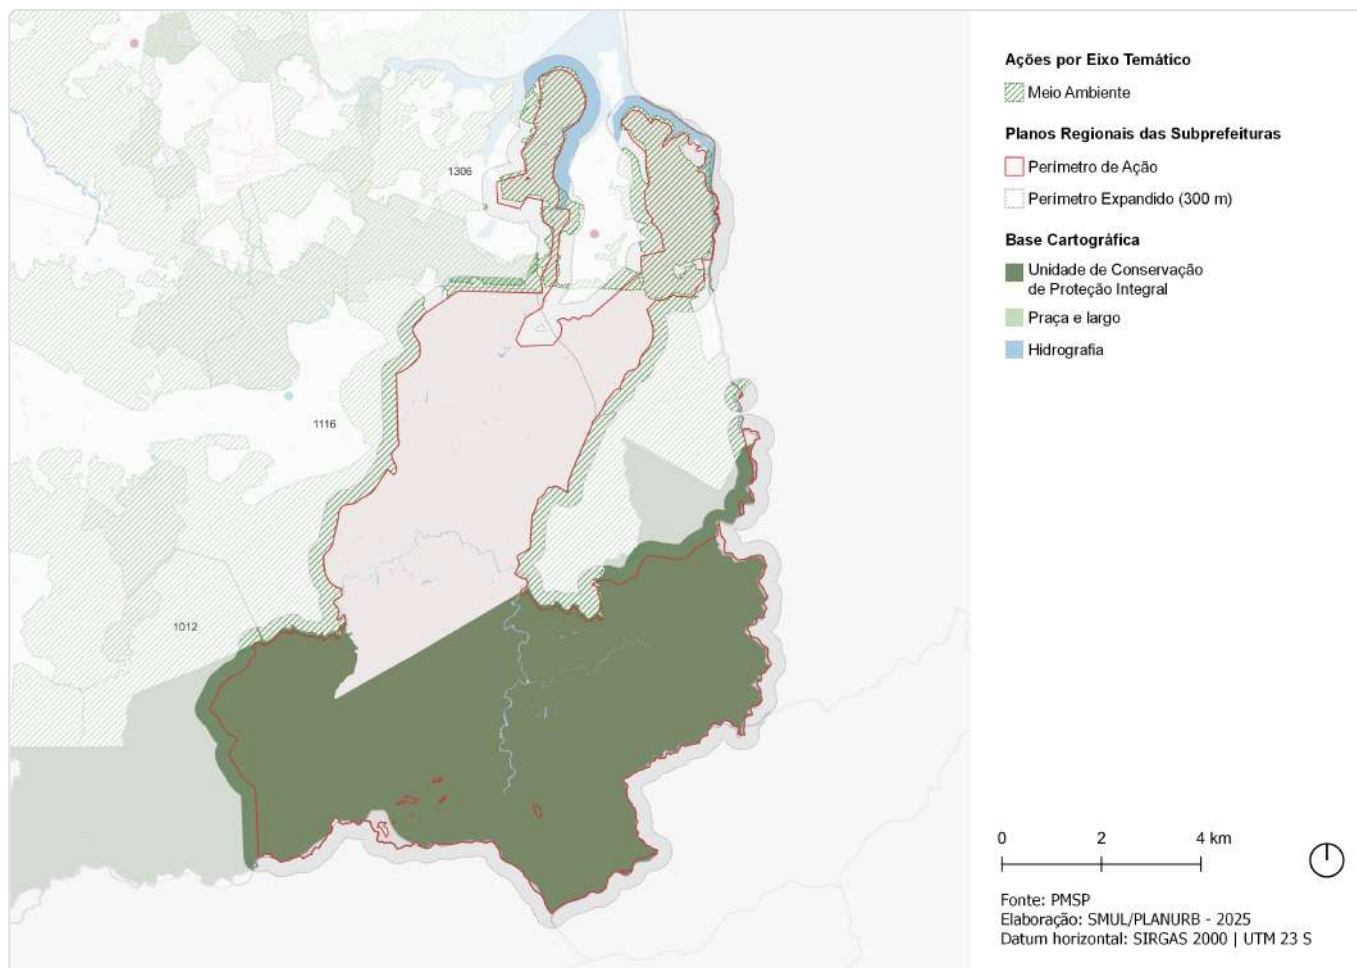 Ações por Eixo Temático
Meio Ambiente
Planos Regionais das Subprefeituras
Perímetro de Ação
Perímetro Expandido (300 m)
Base Cartográfica
Unidade de Conservação
de Proteção Integral
Praça e largo
Hidrografia
1306
1116
1012
0 2 4 km
Fonte: PMSP
Elaboração: SMUL/PLANURB - 2025
Datum horizontal: SIRGAS 2000 | UTM 23 S